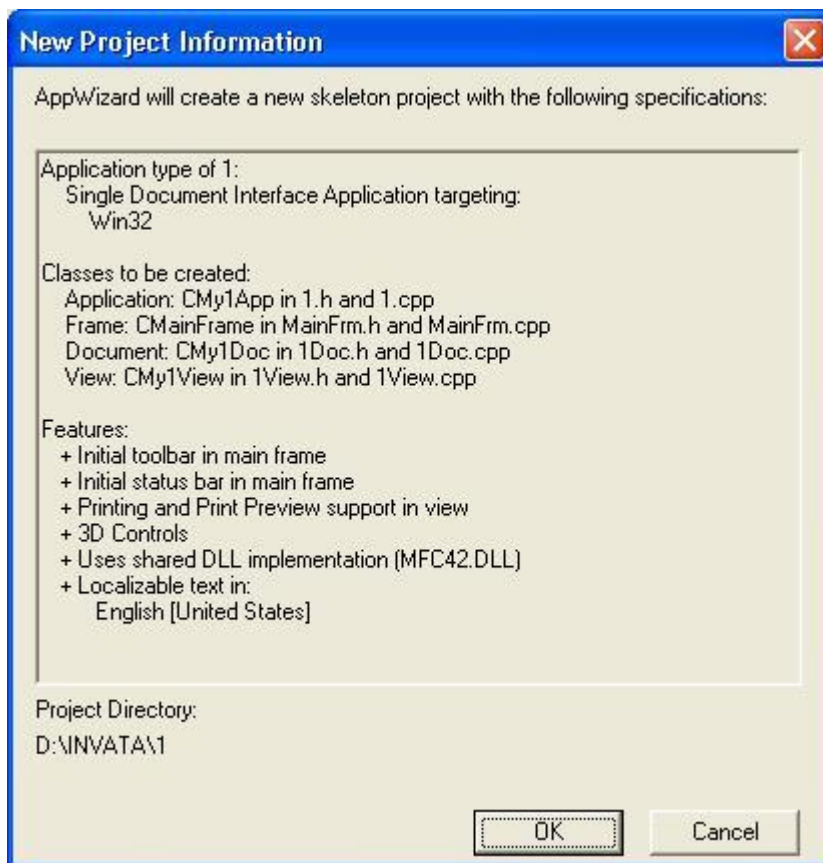 New Project Information
AppWizard will create a new skeleton project with the following specifications:
Application type of 1:
Single Document Interface Application targeting:
Win32
Classes to be created:
Application: CMy1App in 1.h and 1.cpp
Frame: CMainFrame in MainFrm.h and MainFrm.cpp
Document: CMy1Doc in 1Doc.h and 1Doc.cpp
View: CMy1View in 1View.h and 1View.cpp
Features:
+ Initial toolbar in main frame
+ Initial status bar in main frame
+ Printing and Print Preview support in view
+ 3D Controls
+ Uses shared DLL implementation (MFC42.DLL)
+ Localizable text in:
English [United States]
Project Directory:
D:\INVATA\1
OK Cancel